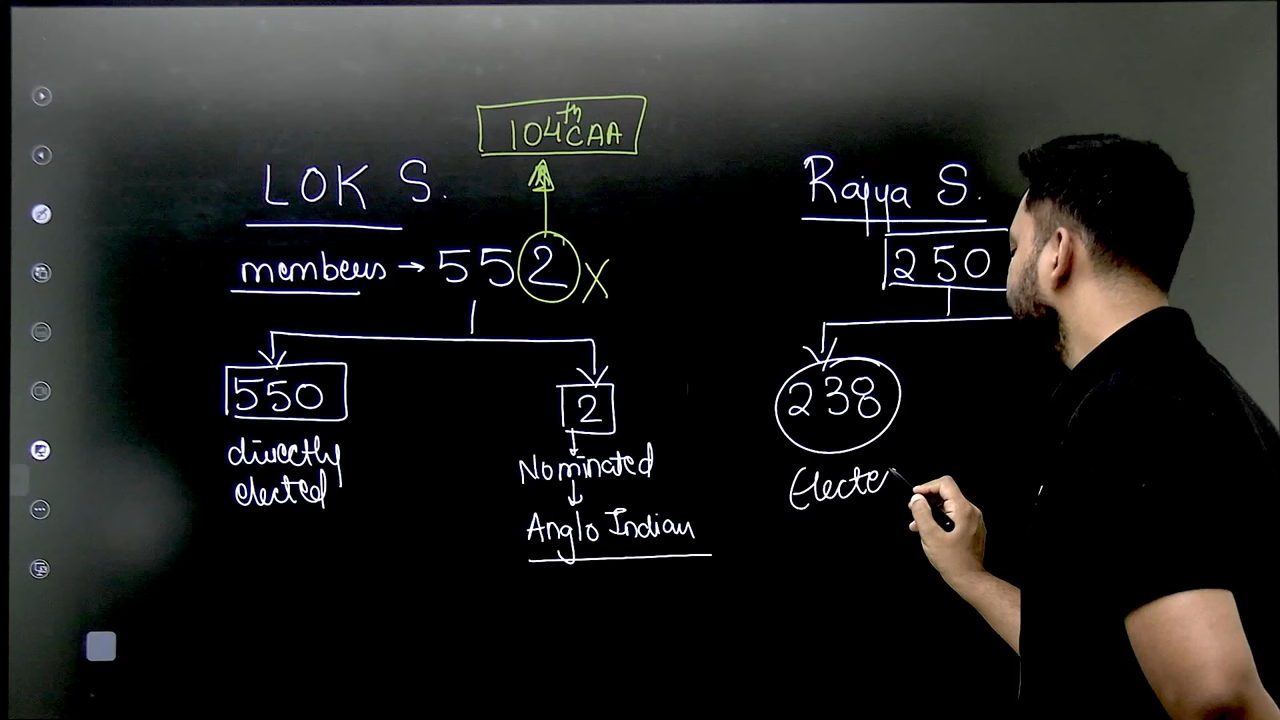 104th CAA
LOK S.
members → 552 X
550
directly
elected
2
Nominated
Anglo Indian
Rajya S.
250
238
Electe